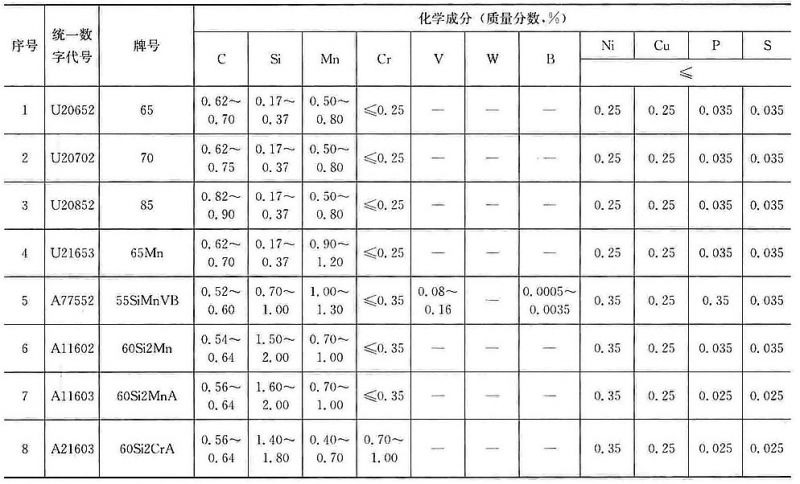 序号 统一数字代号 牌号 化学成分（质量分数,%）
C Si Mn Cr V W B Ni Cu P S
≤
1 U20652 65 0.62～0.70 0.17～0.37 0.50～0.80 ≤0.25 — — — 0.25 0.25 0.035 0.035
2 U20702 70 0.62～0.75 0.17～0.37 0.50～0.80 ≤0.25 — — — 0.25 0.25 0.035 0.035
3 U20852 85 0.82～0.90 0.17～0.37 0.50～0.80 ≤0.25 — — — 0.25 0.25 0.035 0.035
4 U21653 65Mn 0.62～0.70 0.17～0.37 0.90～1.20 ≤0.25 — — — 0.25 0.25 0.035 0.035
5 A77552 55SiMnVB 0.52～0.60 0.70～1.00 1.00～1.30 ≤0.35 0.08～0.16 — 0.0005～0.0035 0.35 0.25 0.35 0.035
6 A11602 60Si2Mn 0.54～0.64 1.50～2.00 0.70～1.00 ≤0.35 — — — 0.35 0.25 0.035 0.035
7 A11603 60Si2MnA 0.56～0.64 1.60～2.00 0.70～1.00 ≤0.35 — — — 0.35 0.25 0.025 0.025
8 A21603 60Si2CrA 0.56～0.64 1.40～1.80 0.40～0.70 0.70～1.00 — — — 0.35 0.25 0.025 0.025